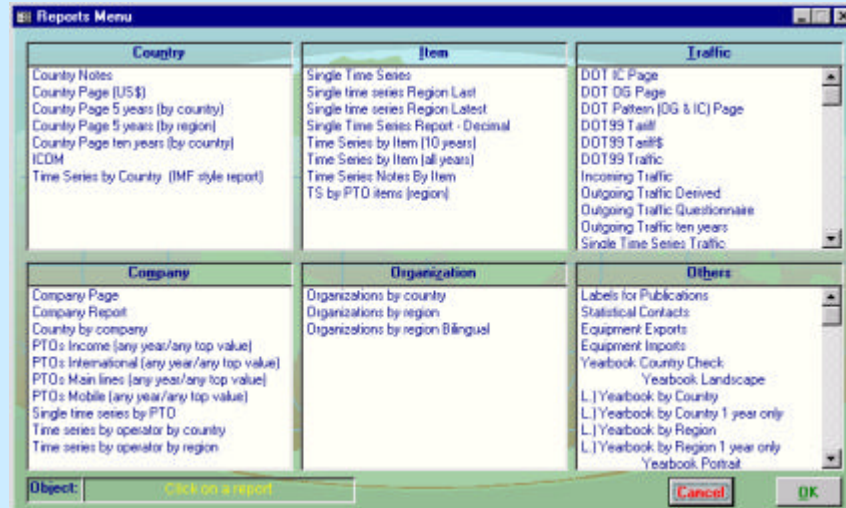 Reports Menu
Country
Country Notes
Country Page (US$)
Country Page 5 years (by country)
Country Page 5 years (by region)
Country Page ten years (by country)
ICOM
Time Series by Country (IMF style report)
Item
Single Time Series
Single time series Region Last
Single time series Region Latest
Single Time Series Report - Decimal
Time Series by Item (10 years)
Time Series by Item (all years)
Time Series Notes By Item
TS by PTO items (region)
Traffic
DOT IC Page
DOT OG Page
DOT Pattern (OG & IC) Page
DOT99 Tariff
DOT99 Tariff$
DOT99 Traffic
Incoming Traffic
Outgoing Traffic Derived
Outgoing Traffic Questionnaire
Outgoing Traffic ten years
Single Time Series Traffic
Company
Company Page
Company Report
Country by company
PTOs Income (any year/any top value)
PTOs International (any year/any top value)
PTOs Main lines (any year/any top value)
PTOs Mobile (any year/any top value)
Single time series by PTO
Time series by operator by country
Time series by operator by region
Organization
Organizations by country
Organizations by region
Organizations by region Bilingual
Others
Labels for Publications
Statistical Contacts
Equipment Exports
Equipment Imports
Yearbook Country Check
Yearbook Landscape
L.) Yearbook by Country
L.) Yearbook by Country 1 year only
L.) Yearbook by Region
L.) Yearbook by Region 1 year only
Yearbook Portrait
Object: Click on a report
Cancel
OK